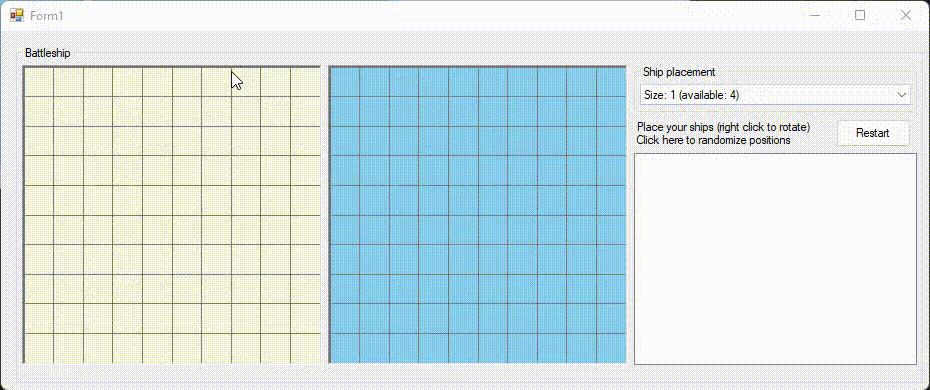 Form1
Battleship
Ship placement
Size: 1 (available: 4)
Place your ships (right click to rotate)
Click here to randomize positions
Restart